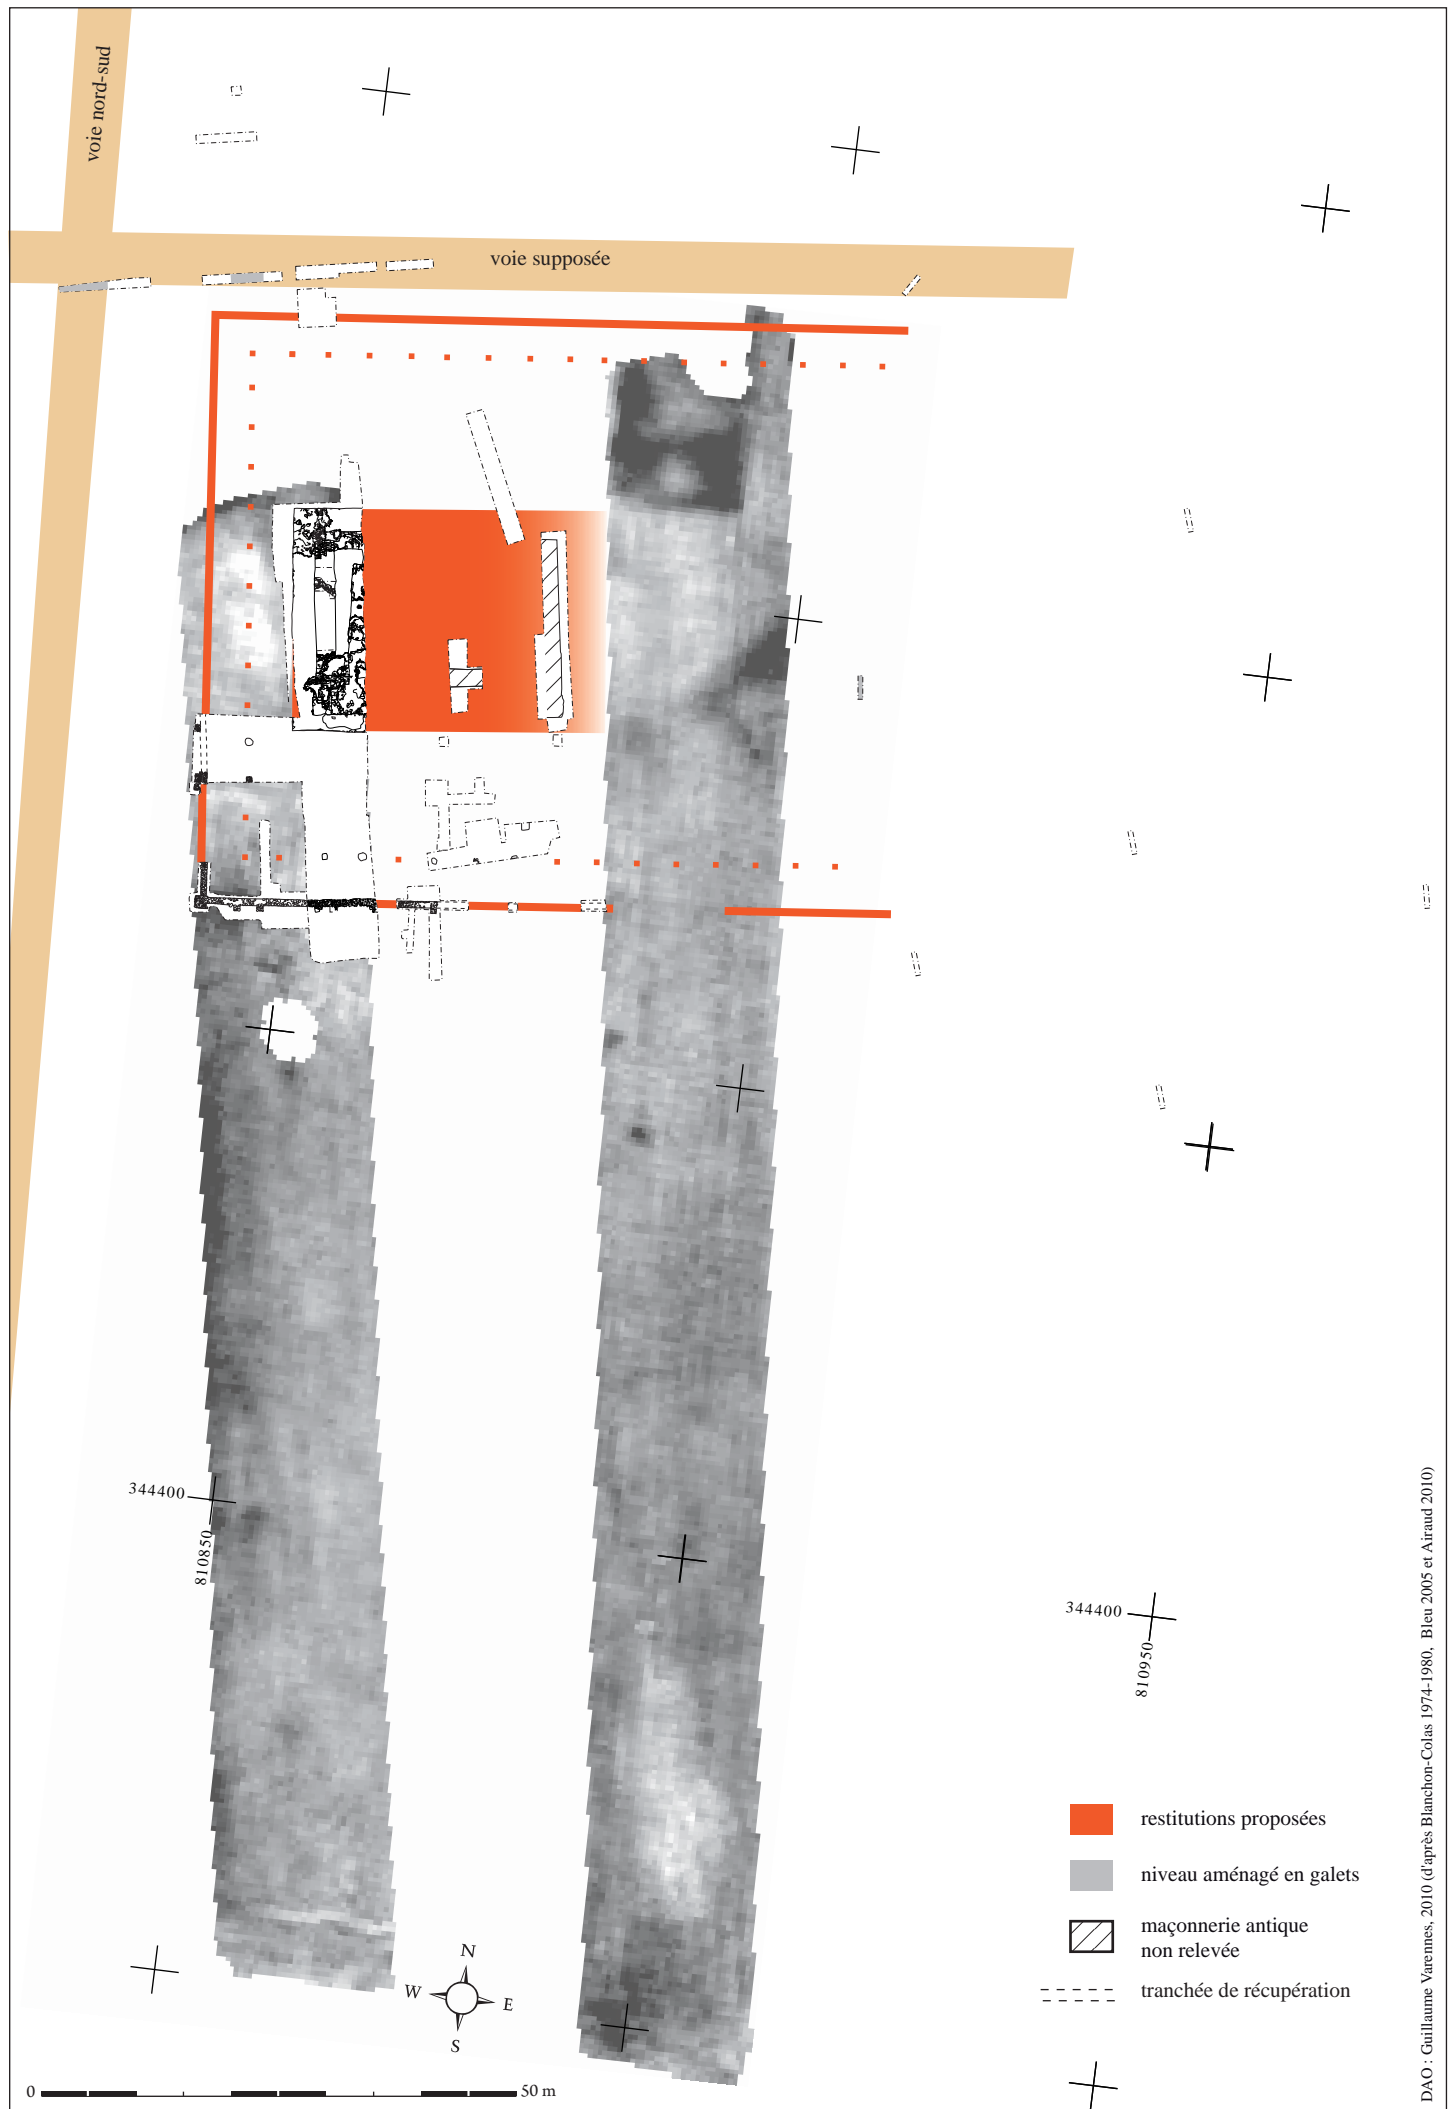 voie nord-sud
voie supposée
344400
810850
344400
810950
restitutions proposées
niveau aménagé en galets
maçonnerie antique
non relevée
tranchée de récupération
N
W
E
S
0
50 m
DAO : Guillaume Varennes, 2010 (d'après Blanchon-Colas 1974-1980, Bleu 2005 et Airaud 2010)